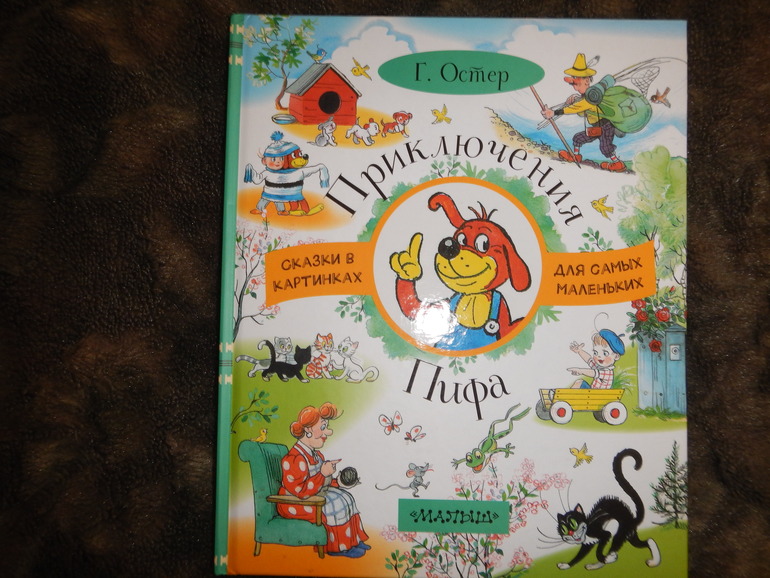 Г. Остер
Приключения
Пифа
СКАЗКИ В
КАРТИНКАХ
ДЛЯ САМЫХ
МАЛЕНЬКИХ
«МАЛЫШ»